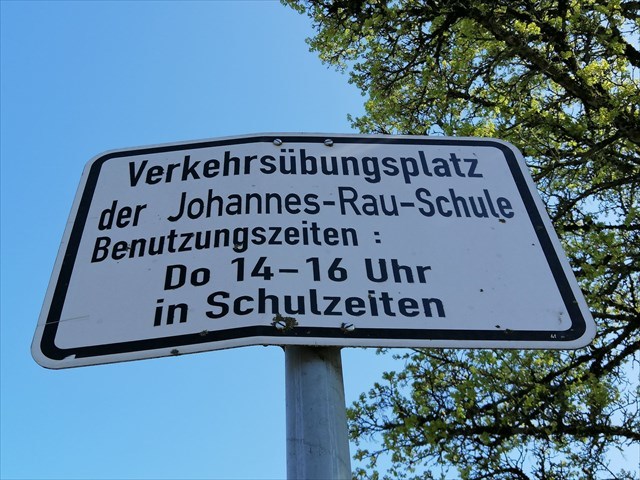 Verkehrsübungsplatz
der Johannes-Rau-Schule
Benutzungszeiten :
Do 14-16 Uhr
in Schulzeiten